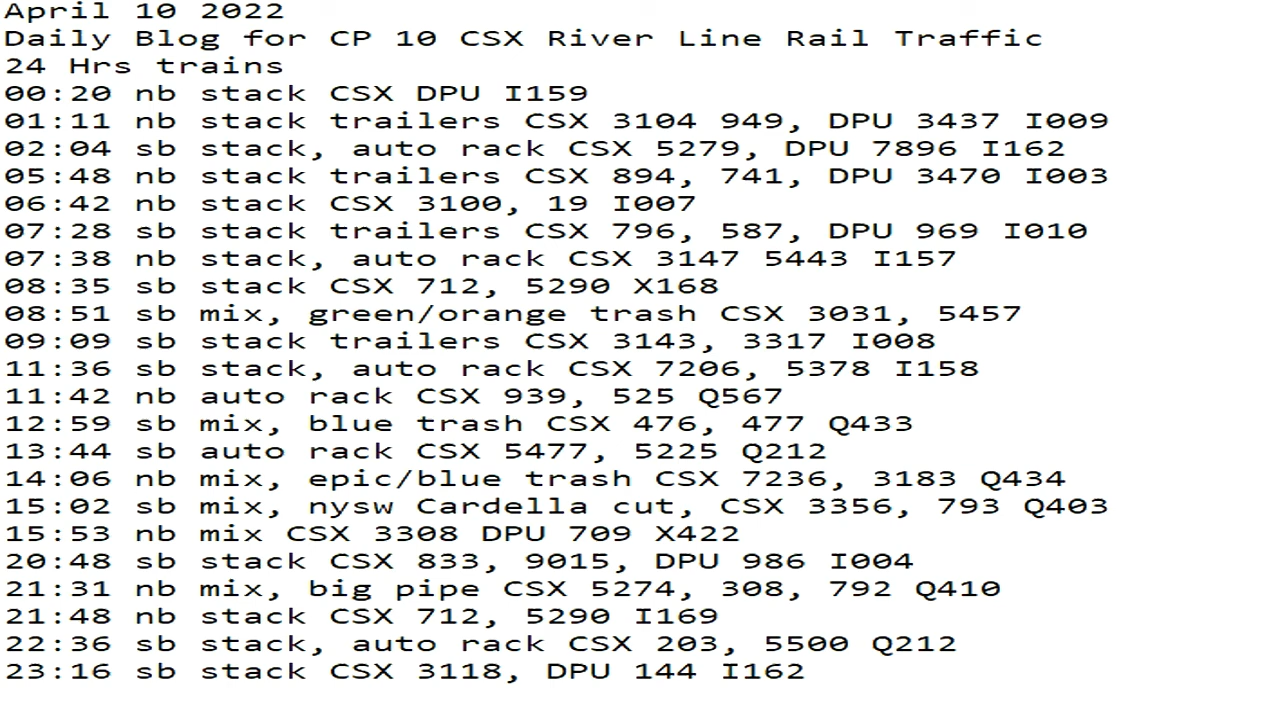 April 10 2022
Daily Blog for CP 10 CSX River Line Rail Traffic
24 Hrs trains
00:20 nb stack CSX DPU I159
01:11 nb stack trailers CSX 3104 949, DPU 3437 I009
02:04 sb stack, auto rack CSX 5279, DPU 7896 I162
05:48 nb stack trailers CSX 894, 741, DPU 3470 I003
06:42 nb stack CSX 3100, 19 I007
07:28 sb stack trailers CSX 796, 587, DPU 969 I010
07:38 nb stack, auto rack CSX 3147 5443 I157
08:35 sb stack CSX 712, 5290 X168
08:51 sb mix, green/orange trash CSX 3031, 5457
09:09 sb stack trailers CSX 3143, 3317 I008
11:36 sb stack, auto rack CSX 7206, 5378 I158
11:42 nb auto rack CSX 939, 525 Q567
12:59 sb mix, blue trash CSX 476, 477 Q433
13:44 sb auto rack CSX 5477, 5225 Q212
14:06 nb mix, epic/blue trash CSX 7236, 3183 Q434
15:02 sb mix, nysw Cardella cut, CSX 3356, 793 Q403
15:53 nb mix CSX 3308 DPU 709 X422
20:48 sb stack CSX 833, 9015, DPU 986 I004
21:31 nb mix, big pipe CSX 5274, 308, 792 Q410
21:48 nb stack CSX 712, 5290 I169
22:36 sb stack, auto rack CSX 203, 5500 Q212
23:16 sb stack CSX 3118, DPU 144 I162